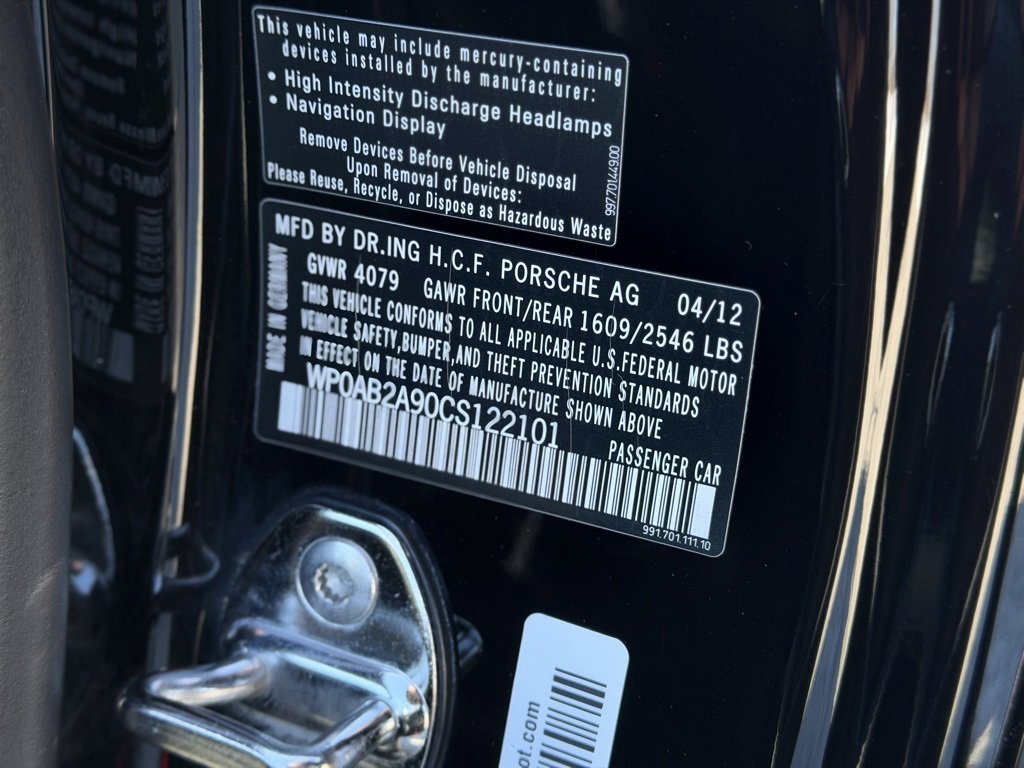 This vehicle may include mercury-containing
devices installed by the manufacturer:
• High Intensity Discharge Headlamps
• Navigation Display
Remove Devices Before Vehicle Disposal
Upon Removal of Devices:
Please Reuse, Recycle, or Dispose as Hazardous Waste
997.701.449.00
MFD BY DR.ING H.C.F. PORSCHE AG 04/12
GVWR 4079 GAWR FRONT/REAR 1609/2546 LBS
THIS VEHICLE CONFORMS TO ALL APPLICABLE U.S.FEDERAL MOTOR
VEHICLE SAFETY,BUMPER,AND THEFT PREVENTION STANDARDS
IN EFFECT ON THE DATE OF MANUFACTURE SHOWN ABOVE
WP0AB2A90CS122101
PASSENGER CAR
MADE IN GERMANY
991.701.111.10
ot.com